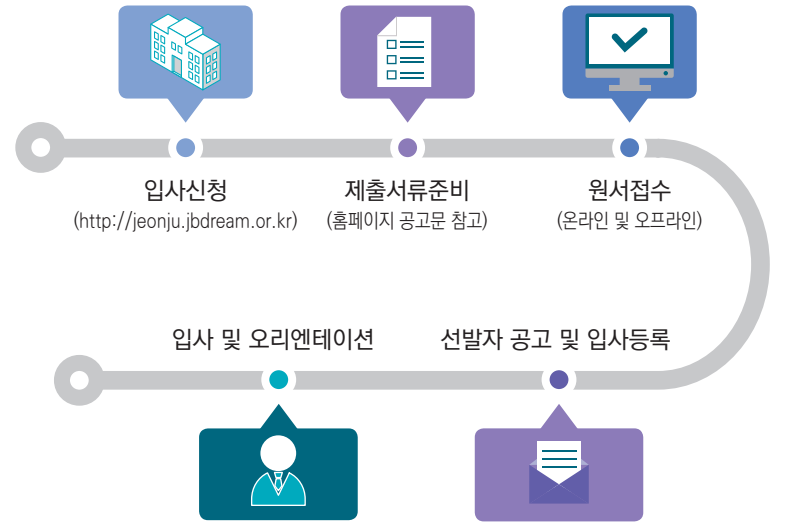 입사신청
(http://jeonju.jbdream.or.kr)
제출서류준비
(홈페이지 공고문 참고)
원서접수
(온라인 및 오프라인)
선발자 공고 및 입사등록
입사 및 오리엔테이션